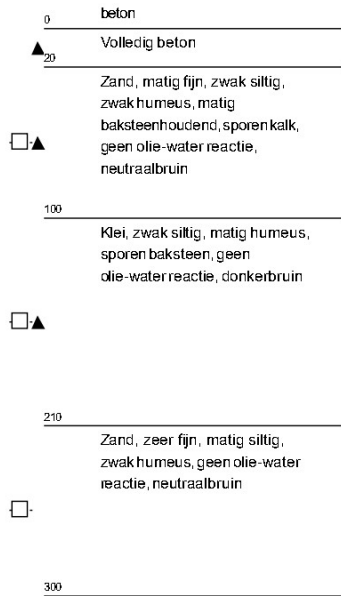 beton
0
Volledig beton
20
Zand, matig fijn, zwak siltig,
zwak humeus, matig
baksteenhoudend, sporen kalk,
geen olie-water reactie,
neutraalbruin
100
Klei, zwak siltig, matig humeus,
sporen baksteen, geen
olie-water reactie, donkerbruin
210
Zand, zeer fijn, matig siltig,
zwak humeus, geen olie-water
reactie, neutraalbruin
300